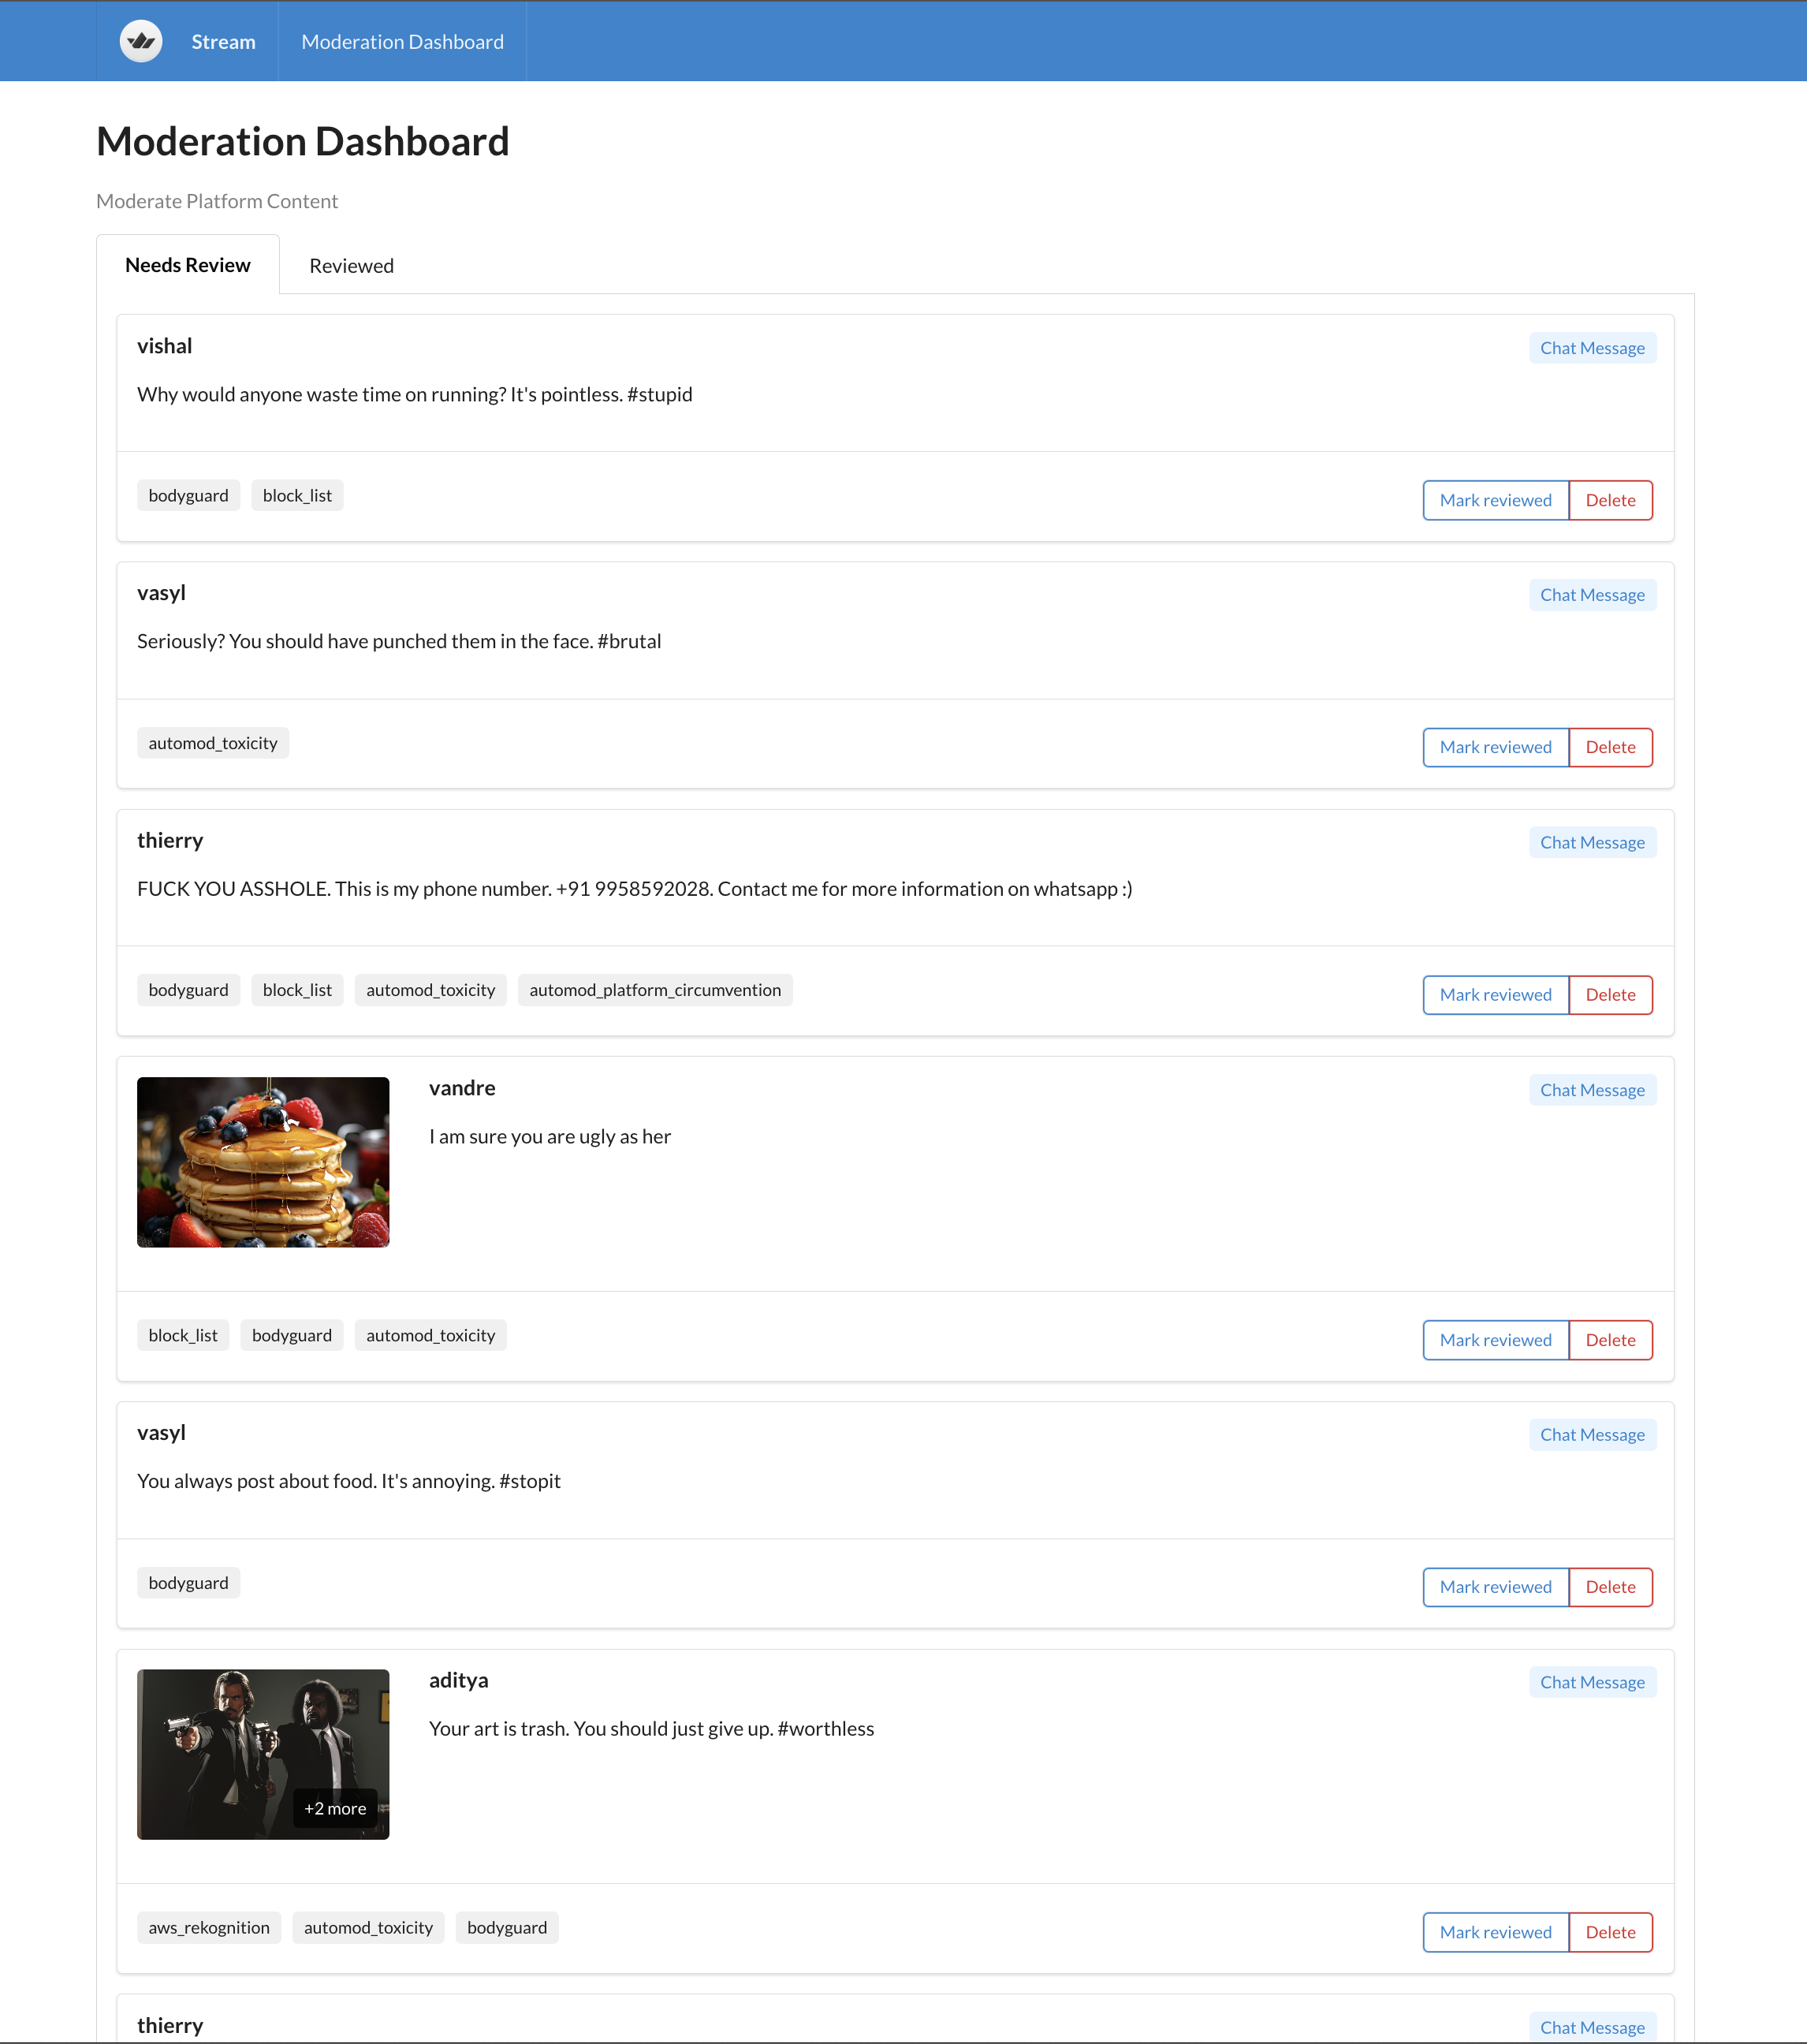 Stream
Moderation Dashboard
Moderation Dashboard
Moderate Platform Content
Needs Review
Reviewed
vishal
Chat Message
Why would anyone waste time on running? It's pointless. #stupid
bodyguard
block_list
Mark reviewed
Delete
vasyl
Chat Message
Seriously? You should have punched them in the face. #brutal
automod_toxicity
Mark reviewed
Delete
thierry
Chat Message
FUCK YOU ASSHOLE. This is my phone number. +91 9958592028. Contact me for more information on whatsapp :)
bodyguard
block_list
automod_toxicity
automod_platform_circumvention
Mark reviewed
Delete
vandre
Chat Message
I am sure you are ugly as her
block_list
bodyguard
automod_toxicity
Mark reviewed
Delete
vasyl
Chat Message
You always post about food. It's annoying. #stopit
bodyguard
Mark reviewed
Delete
aditya
Chat Message
Your art is trash. You should just give up. #worthless
+2 more
aws_rekognition
automod_toxicity
bodyguard
Mark reviewed
Delete
thierry
Chat Message